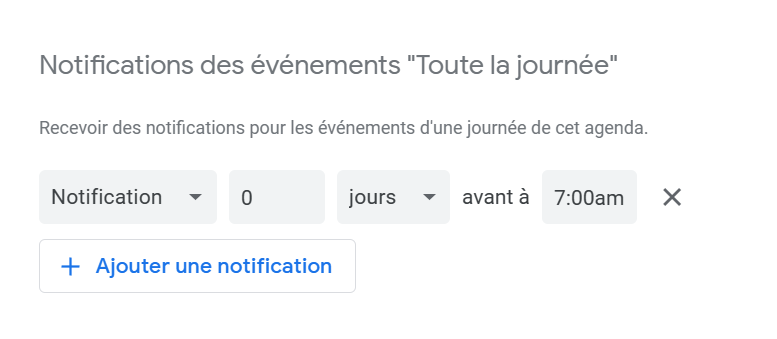 Notifications des événements "Toute la journée"
Recevoir des notifications pour les événements d'une journée de cet agenda.
Notification 0 jours avant à 7:00am
Ajouter une notification